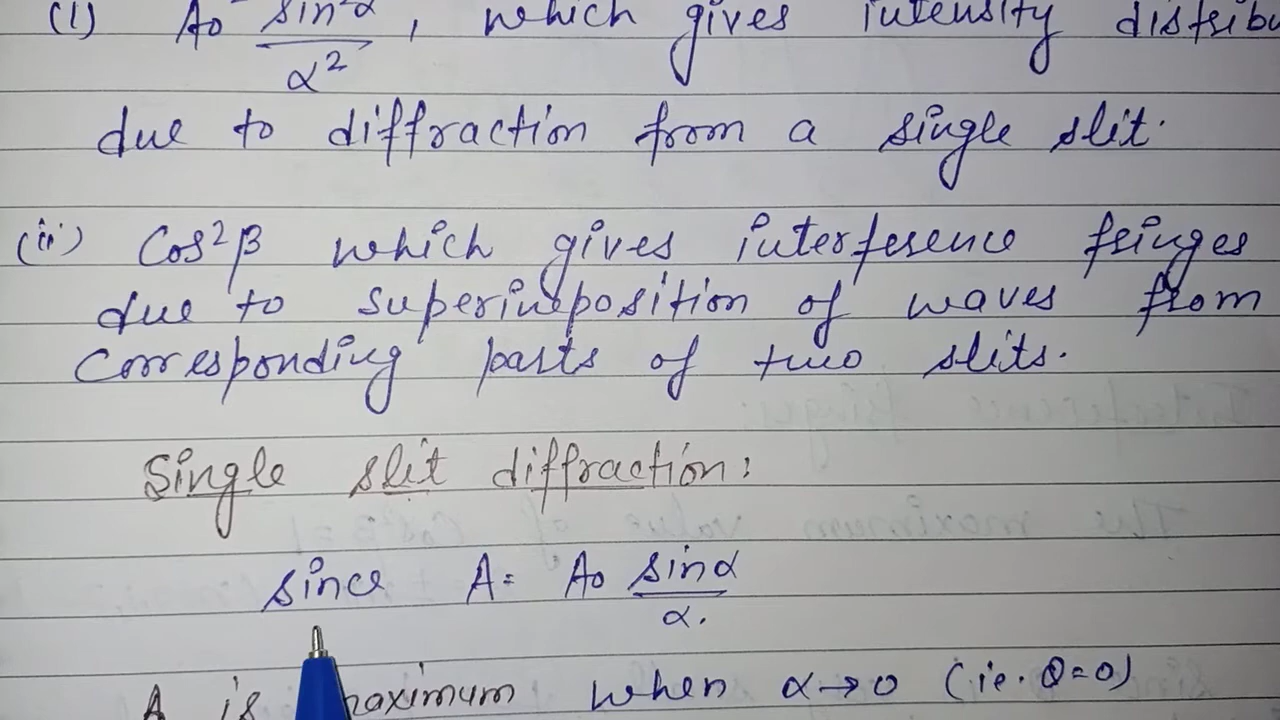 (i) A₀² sin²α / α² , which gives intensity distribu
due to diffraction from a single slit.
(ii) Cos²β which gives interference fringes
due to superimposition of waves from
corresponding parts of two slits.
Single slit diffraction:
since A = A₀ sinα / α.
A is maximum when α→0 (ie. θ=0)